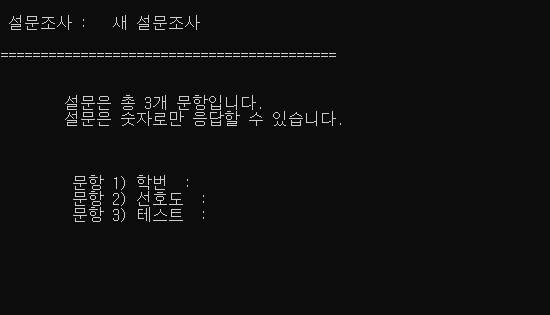 설문조사 : 새 설문조사
==========================================
설문은 총 3개 문항입니다.
설문은 숫자로만 응답할 수 있습니다.
문항 1) 학번 :
문항 2) 선호도 :
문항 3) 테스트 :